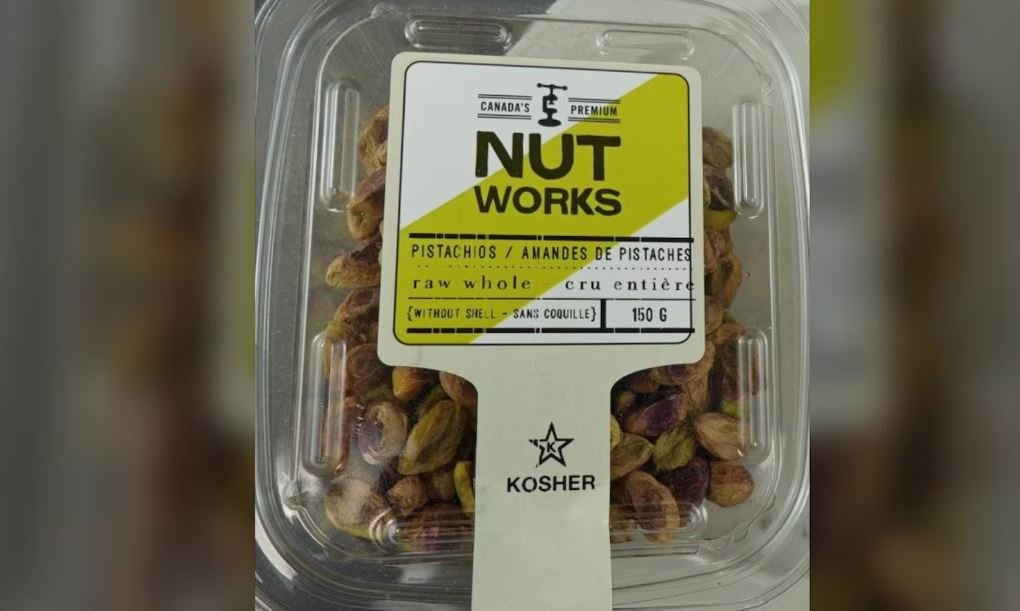 CANADA'S PREMIUM
NUT
WORKS
PISTACHIOS / AMANDES DE PISTACHES
raw whole - cru entière
{WITHOUT SHELL - SANS COQUILLE} 150 G
K
KOSHER